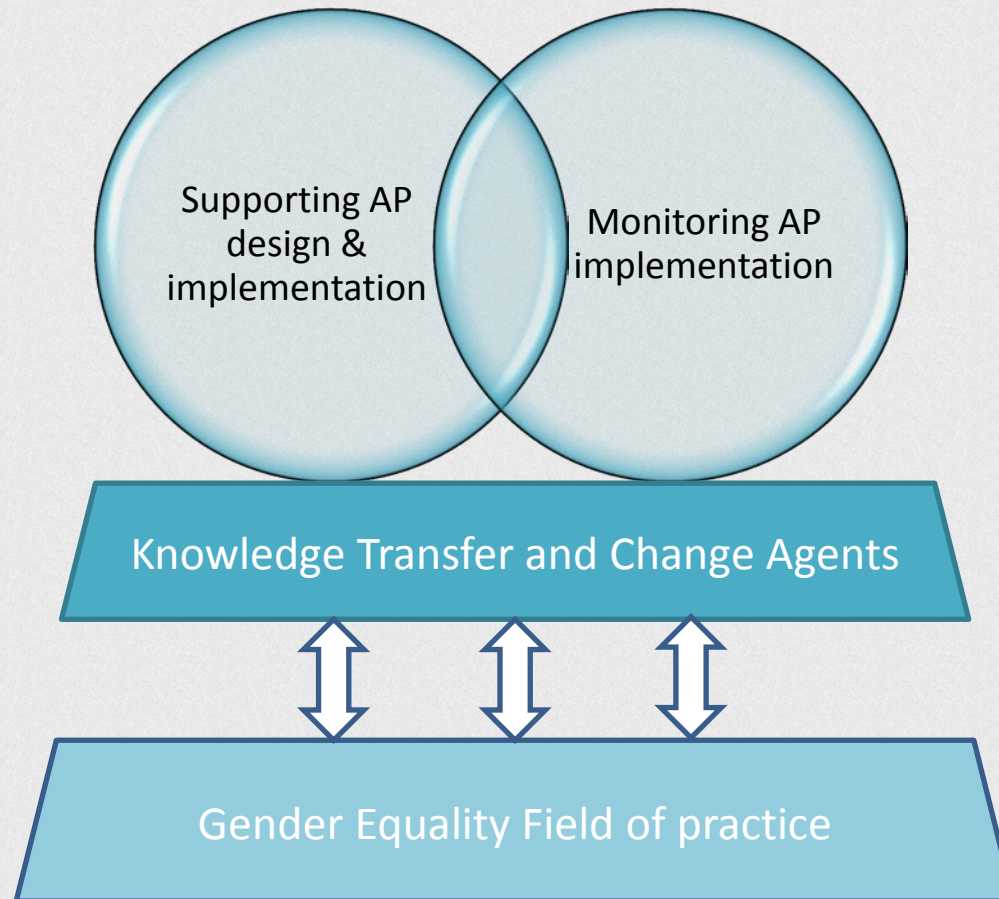 Supporting AP
design &
implementation
Monitoring AP
implementation
Knowledge Transfer and Change Agents
Gender Equality Field of practice